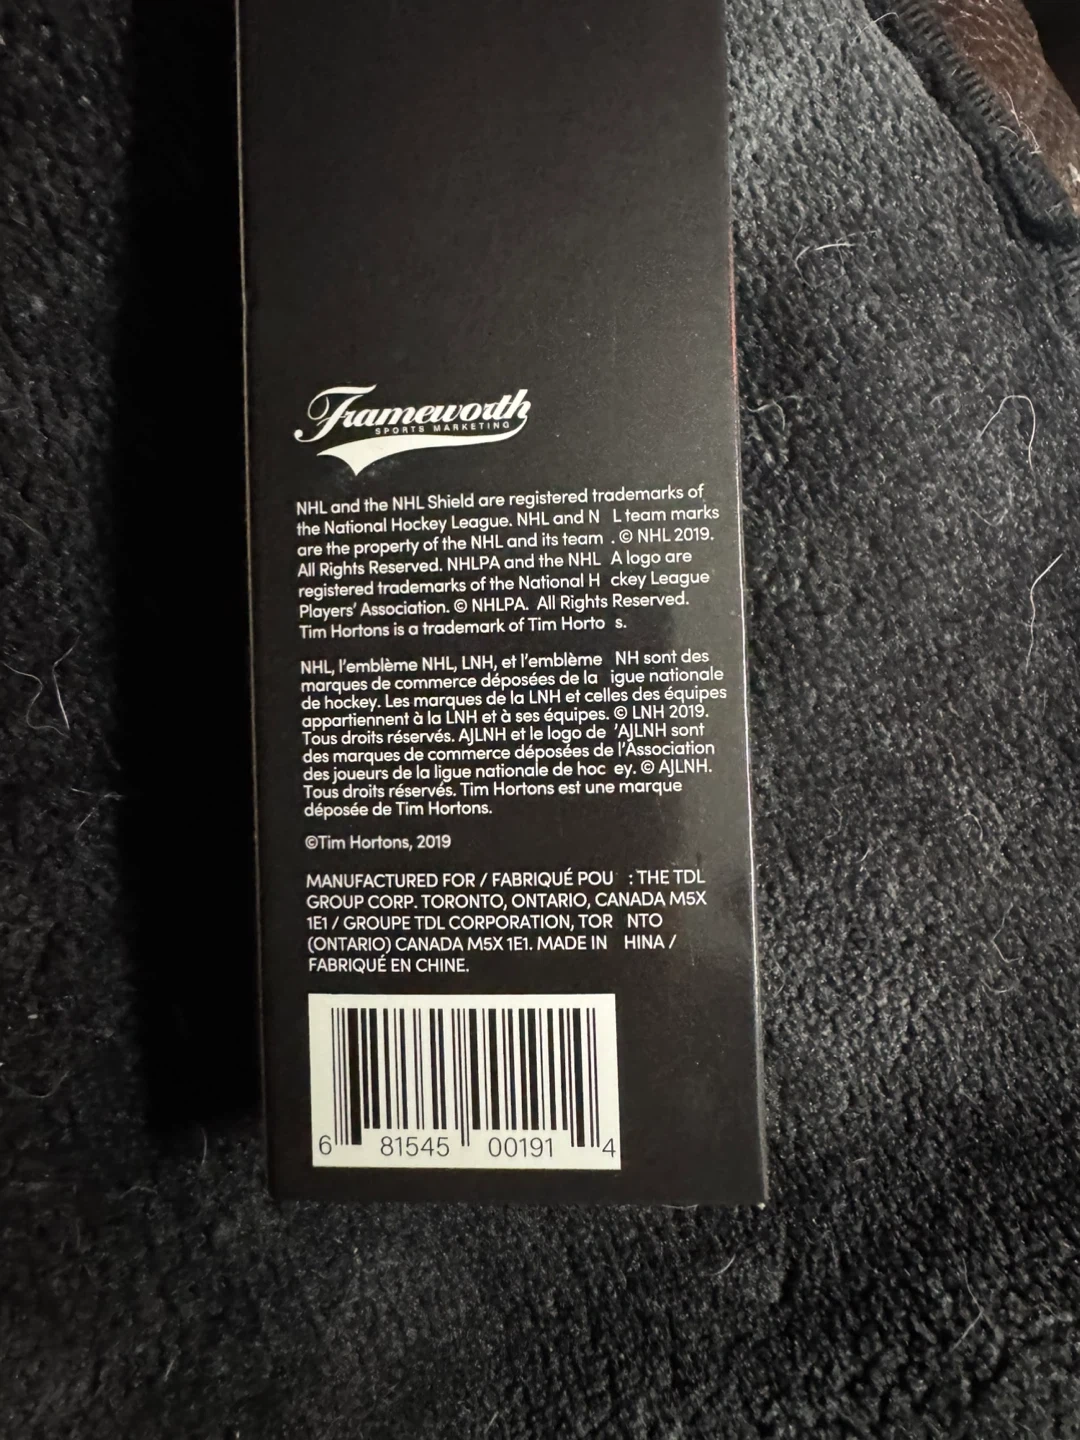 Frameworth
SPORTS MARKETING
NHL and the NHL Shield are registered trademarks of
the National Hockey League. NHL and N L team marks
are the property of the NHL and its team . © NHL 2019.
All Rights Reserved. NHLPA and the NHL A logo are
registered trademarks of the National H ckey League
Players' Association. © NHLPA. All Rights Reserved.
Tim Hortons is a trademark of Tim Horto s.
NHL, l'emblème NHL, LNH, et l'emblème NH sont des
marques de commerce déposées de la igue nationale
de hockey. Les marques de la LNH et celles des équipes
appartiennent à la LNH et à ses équipes. © LNH 2019.
Tous droits réservés. AJLNH et le logo de 'AJLNH sont
des marques de commerce déposées de l'Association
des joueurs de la ligue nationale de hoc ey. © AJLNH.
Tous droits réservés. Tim Hortons est une marque
déposée de Tim Hortons.
©Tim Hortons, 2019
MANUFACTURED FOR / FABRIQUÉ POU : THE TDL
GROUP CORP. TORONTO, ONTARIO, CANADA M5X
1E1 / GROUPE TDL CORPORATION, TOR NTO
(ONTARIO) CANADA M5X 1E1. MADE IN HINA /
FABRIQUÉ EN CHINE.
6 81545 00191 4